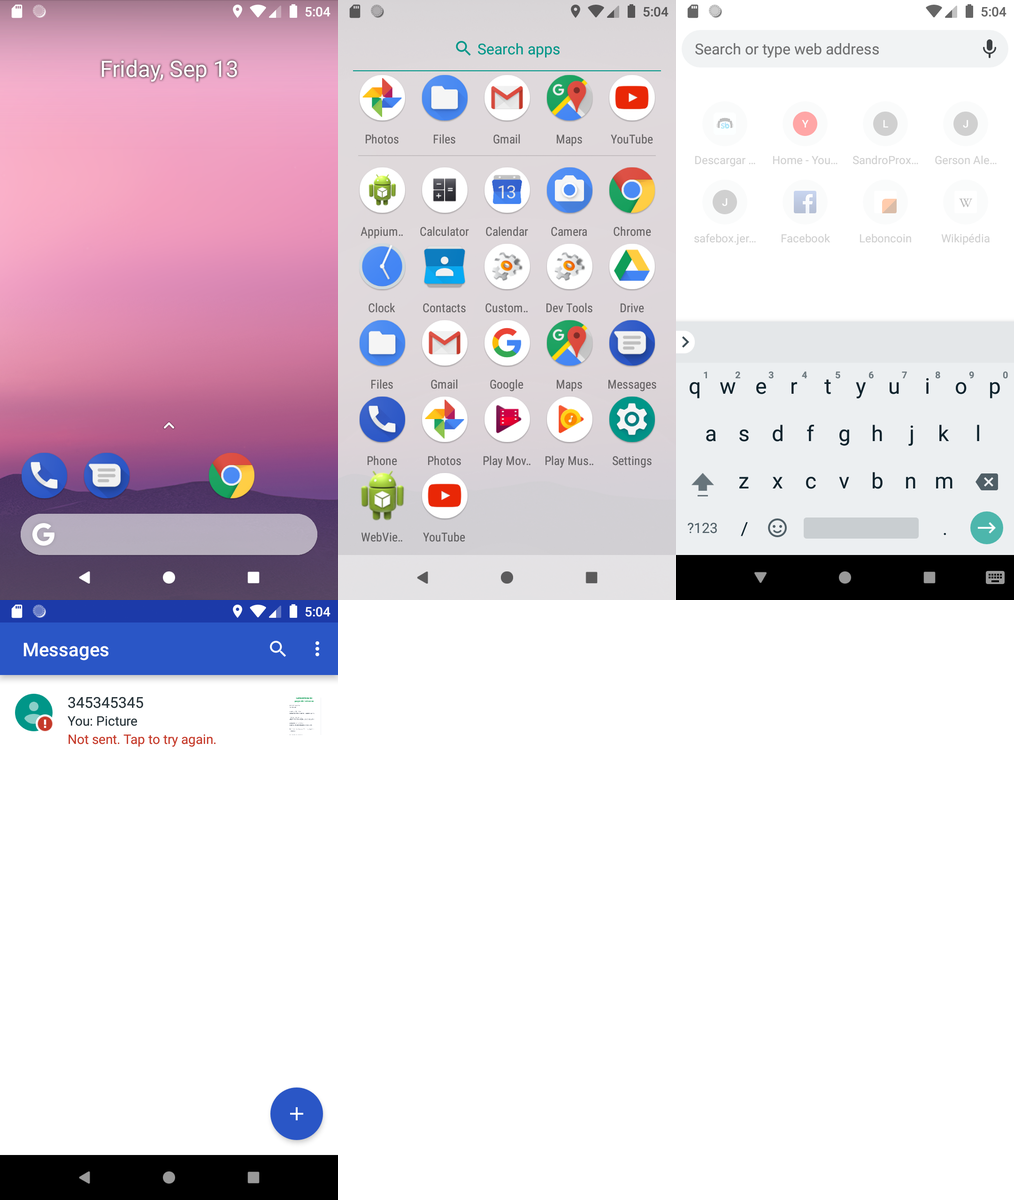 5:04
Friday, Sep 13
5:04
Search apps
Photos Files Gmail Maps YouTube
Appium.. Calculator Calendar Camera Chrome
13
Clock Contacts Custom.. Dev Tools Drive
Files Gmail Google Maps Messages
Phone Photos Play Mov.. Play Mus.. Settings
WebVie.. YouTube
5:04
Search or type web address
Y L J
Descargar ... Home - You... SandroProx... Gerson Ale...
J W
safebox.jer... Facebook Leboncoin Wikipédia
1 2 3 4 5 6 7 8 9 0
q w e r t y u i o p
a s d f g h j k l
z x c v b n m
?123 / .
5:04
Messages
345345345
You: Picture
Not sent. Tap to try again.